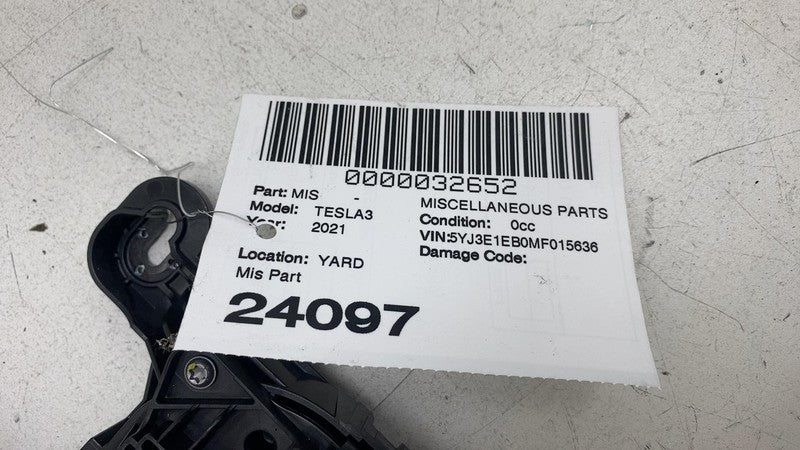 0000032652
Part: MIS - MISCELLANEOUS PARTS
Model: TESLA3 Condition: 0cc
Year: 2021 VIN:5YJ3E1EB0MF015636
Damage Code:
Location: YARD
Mis Part
24097